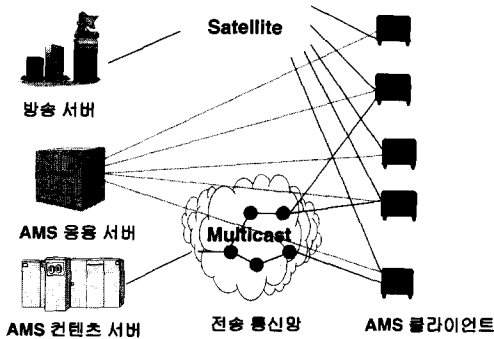 Satellite
방송 서버
AMS 응용 서버
Multicast
AMS 컨텐츠 서버
전송 통신망
AMS 클라이언트